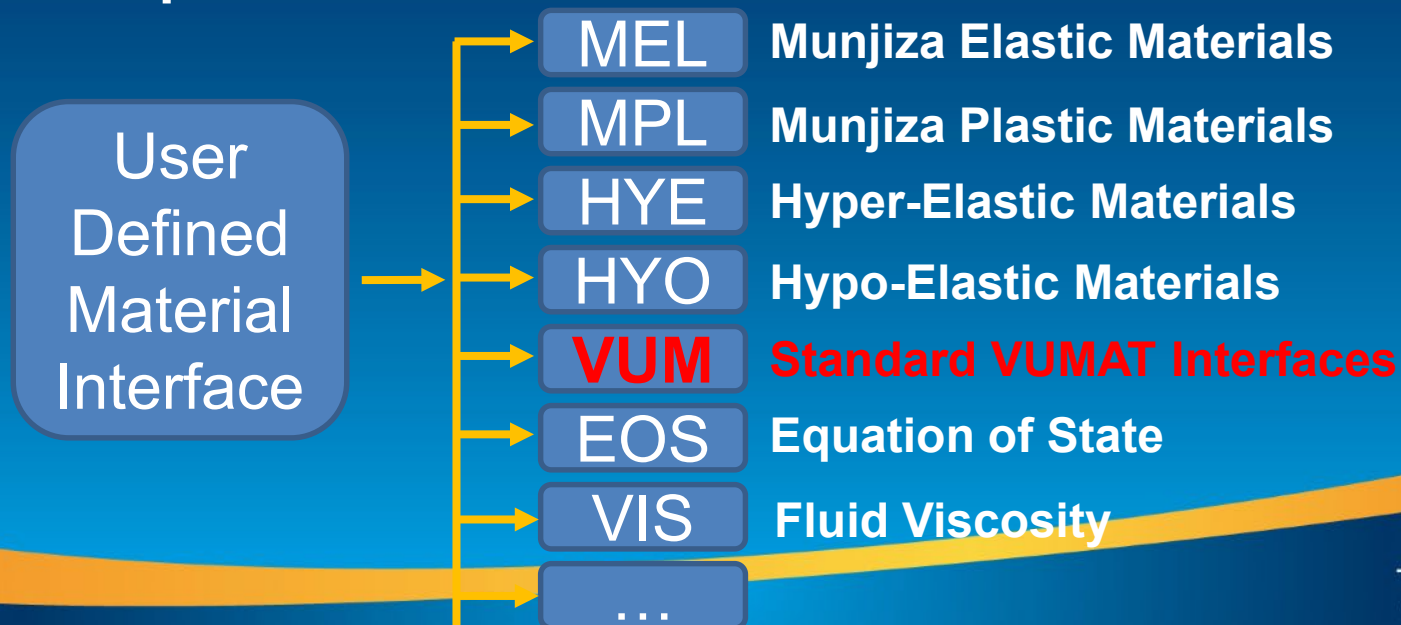 User
Defined
Material
Interface
MEL Munjiza Elastic Materials
MPL Munjiza Plastic Materials
HYE Hyper-Elastic Materials
HYO Hypo-Elastic Materials
VUM Standard VUMAT Interfaces
EOS Equation of State
VIS Fluid Viscosity
...